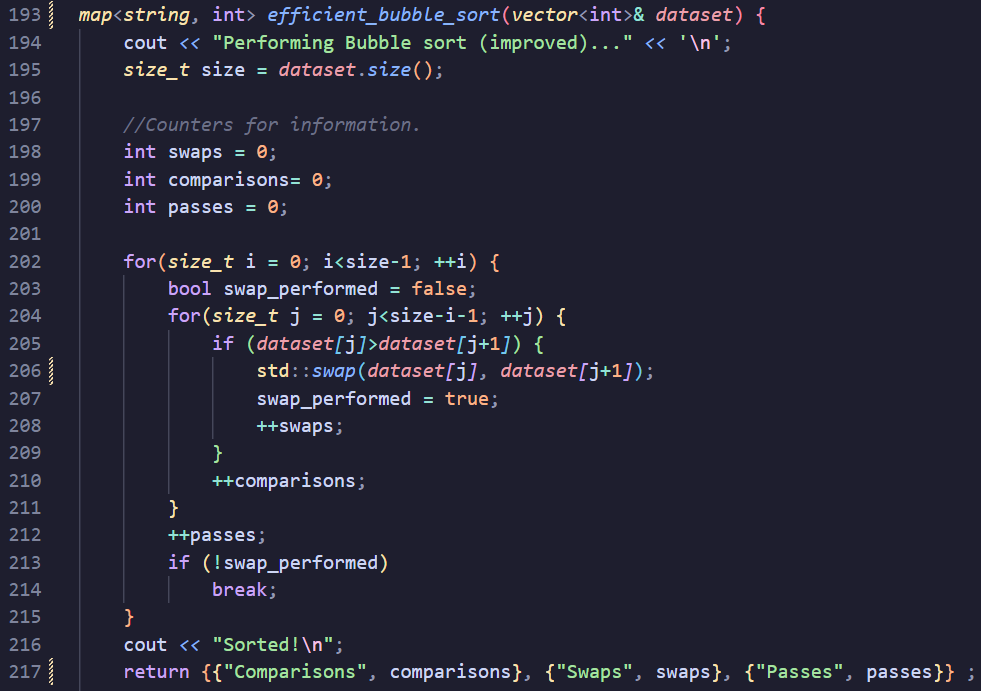 193 map<string, int> efficient_bubble_sort(vector<int>& dataset) {
194     cout << "Performing Bubble sort (improved)..." << '\n';
195     size_t size = dataset.size();
196
197     //Counters for information.
198     int swaps = 0;
199     int comparisons= 0;
200     int passes = 0;
201
202     for(size_t i = 0; i<size-1; ++i) {
203         bool swap_performed = false;
204         for(size_t j = 0; j<size-i-1; ++j) {
205             if (dataset[j]>dataset[j+1]) {
206                 std::swap(dataset[j], dataset[j+1]);
207                 swap_performed = true;
208                 ++swaps;
209             }
210             ++comparisons;
211         }
212         ++passes;
213         if (!swap_performed)
214             break;
215     }
216     cout << "Sorted!\n";
217     return {{"Comparisons", comparisons}, {"Swaps", swaps}, {"Passes", passes}} ;